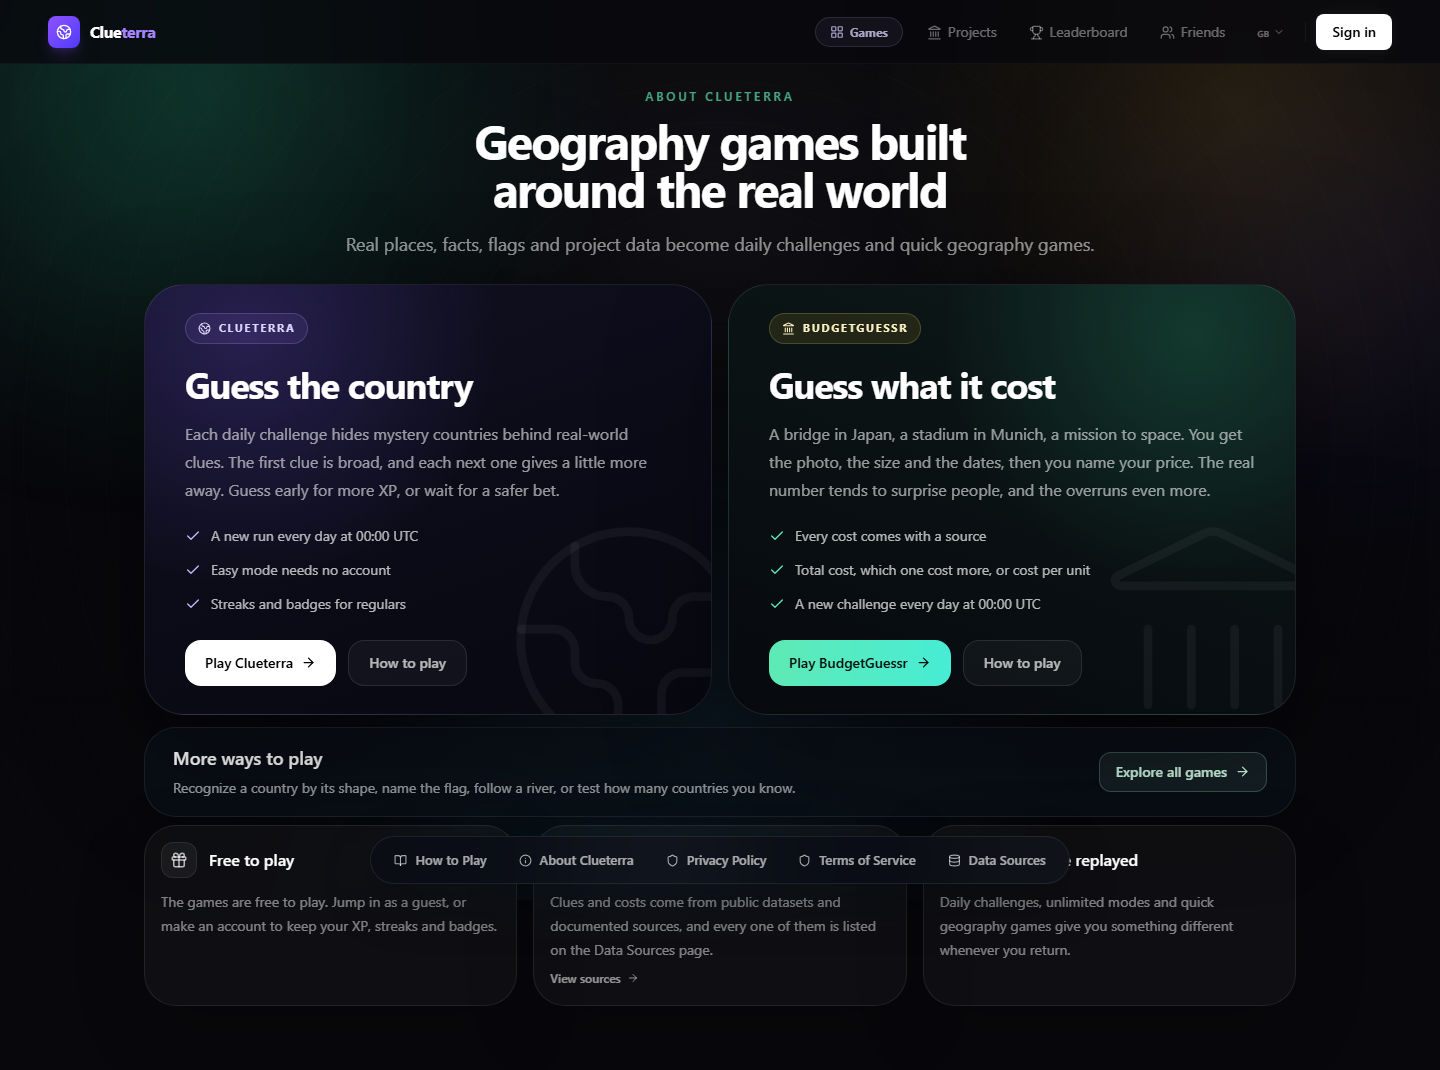 Clueterra
Games
Projects
Leaderboard
Friends
GB
Sign in
ABOUT CLUETERRA
Geography games built
around the real world
Real places, facts, flags and project data become daily challenges and quick geography games.
CLUETERRA
Guess the country
Each daily challenge hides mystery countries behind real-world
clues. The first clue is broad, and each next one gives a little more
away. Guess early for more XP, or wait for a safer bet.
A new run every day at 00:00 UTC
Easy mode needs no account
Streaks and badges for regulars
Play Clueterra
How to play
BUDGETGUESSR
Guess what it cost
A bridge in Japan, a stadium in Munich, a mission to space. You get
the photo, the size and the dates, then you name your price. The real
number tends to surprise people, and the overruns even more.
Every cost comes with a source
Total cost, which one cost more, or cost per unit
A new challenge every day at 00:00 UTC
Play BudgetGuessr
How to play
More ways to play
Recognize a country by its shape, name the flag, follow a river, or test how many countries you know.
Explore all games
How to Play
About Clueterra
Privacy Policy
Terms of Service
Data Sources
Free to play
The games are free to play. Jump in as a guest, or
make an account to keep your XP, streaks and badges.
Clues and costs come from public datasets and
documented sources, and every one of them is listed
on the Data Sources page.
View sources
replayed
Daily challenges, unlimited modes and quick
geography games give you something different
whenever you return.